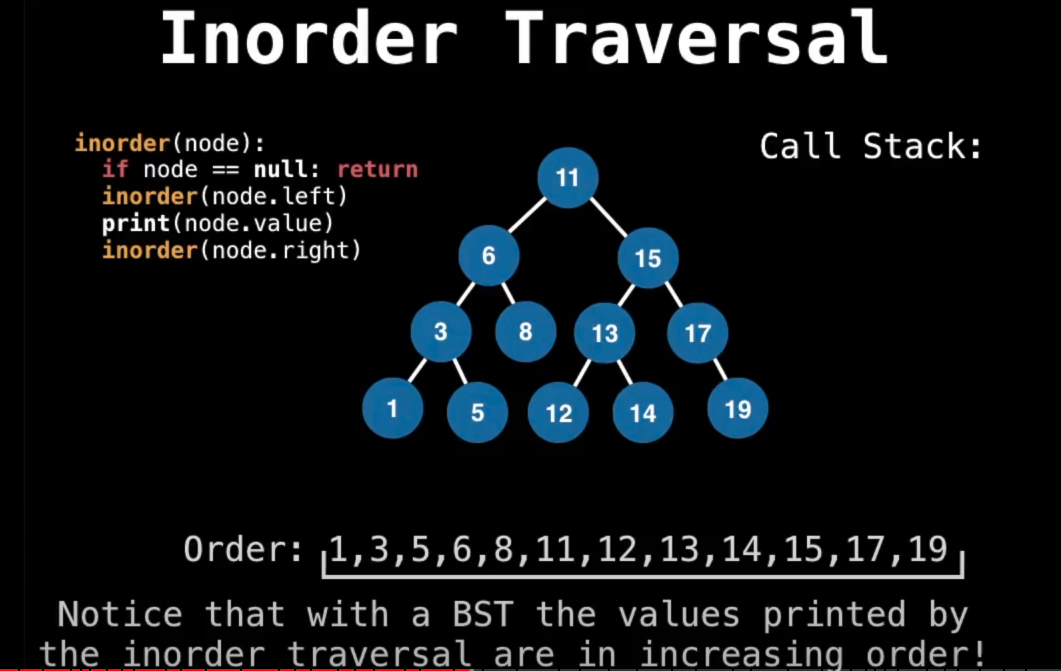 Inorder Traversal
inorder(node):
  if node == null: return
  inorder(node.left)
  print(node.value)
  inorder(node.right)
Call Stack:
11
6 15
3 8 13 17
1 5 12 14 19
Order: 1,3,5,6,8,11,12,13,14,15,17,19
Notice that with a BST the values printed by
the inorder traversal are in increasing order!